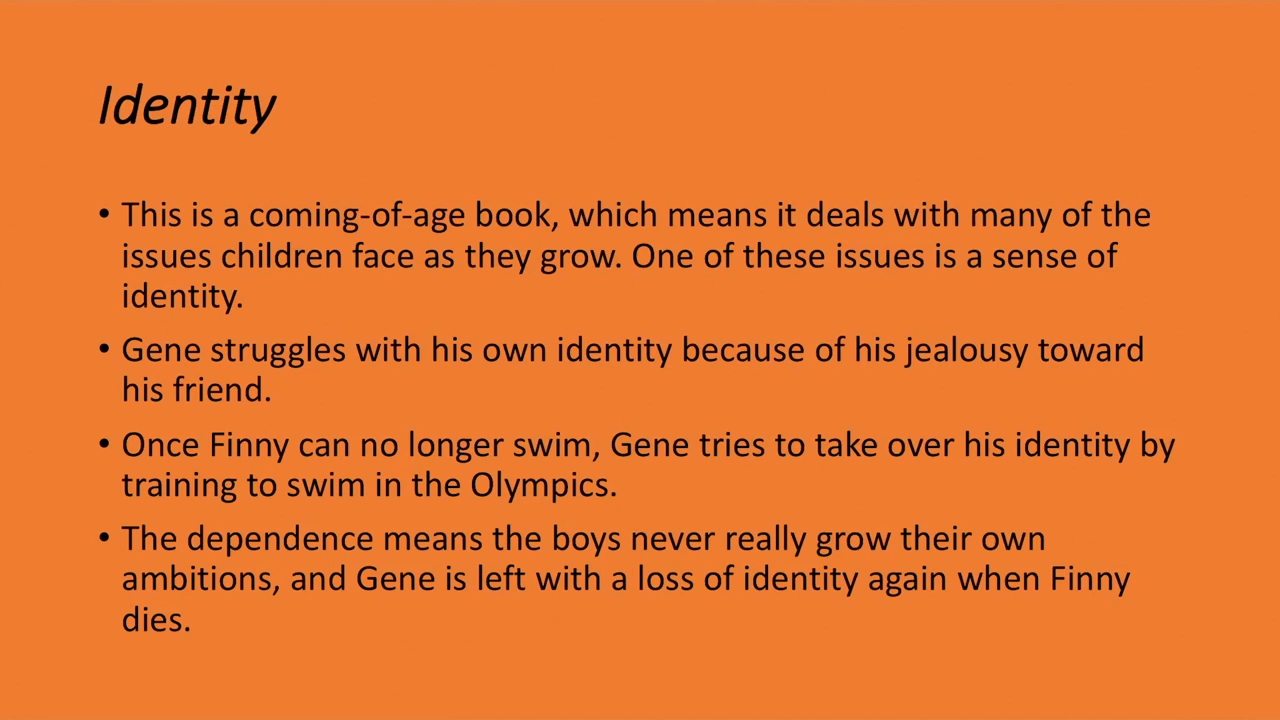 Identity
• This is a coming-of-age book, which means it deals with many of the
issues children face as they grow. One of these issues is a sense of
identity.
• Gene struggles with his own identity because of his jealousy toward
his friend.
• Once Finny can no longer swim, Gene tries to take over his identity by
training to swim in the Olympics.
• The dependence means the boys never really grow their own
ambitions, and Gene is left with a loss of identity again when Finny
dies.